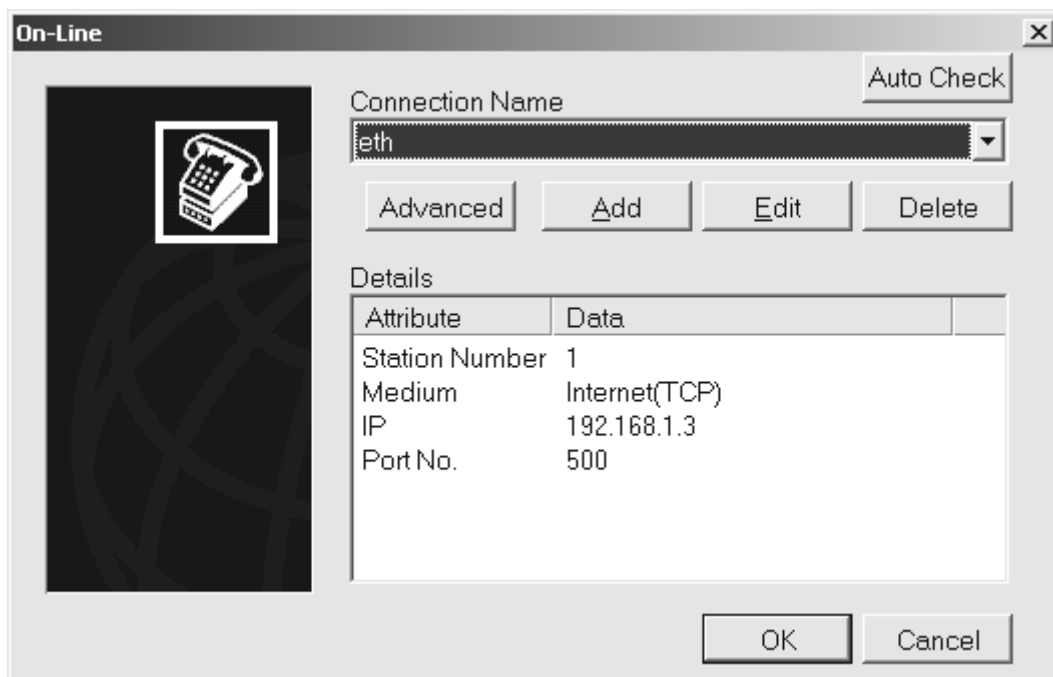 On-Line
Auto Check
Connection Name
eth
Advanced Add Edit Delete
Details
Attribute Data
Station Number 1
Medium Internet(TCP)
IP 192.168.1.3
Port No. 500
OK Cancel